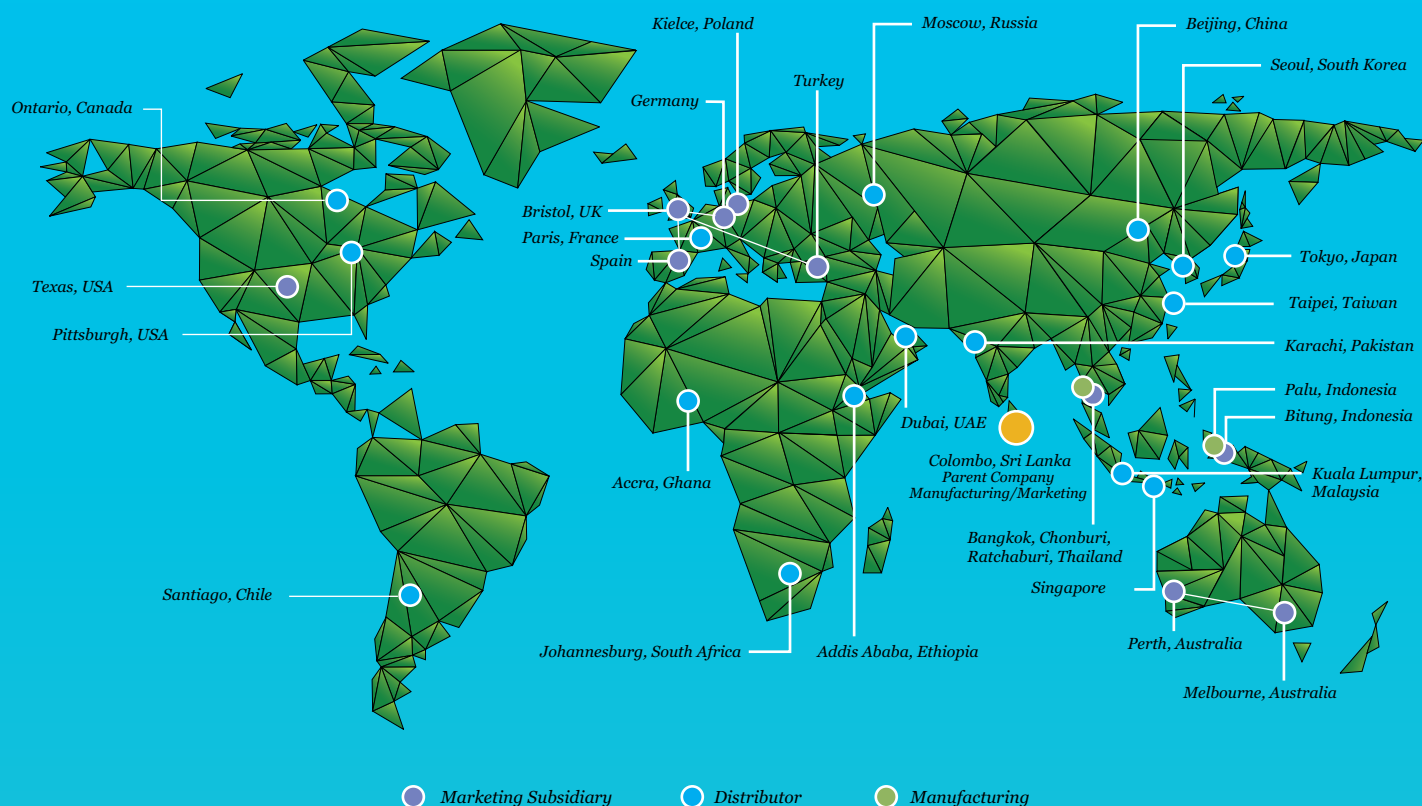 Kielce, Poland
Moscow, Russia
Beijing, China
Seoul, South Korea
Turkey
Germany
Ontario, Canada
Bristol, UK
Paris, France
Spain
Tokyo, Japan
Texas, USA
Taipei, Taiwan
Pittsburgh, USA
Karachi, Pakistan
Palu, Indonesia
Bitung, Indonesia
Dubai, UAE
Colombo, Sri Lanka
Parent Company
Manufacturing/Marketing
Kuala Lumpur,
Malaysia
Accra, Ghana
Bangkok, Chonburi,
Ratchaburi, Thailand
Singapore
Santiago, Chile
Johannesburg, South Africa
Addis Ababa, Ethiopia
Perth, Australia
Melbourne, Australia
Marketing Subsidiary
Distributor
Manufacturing